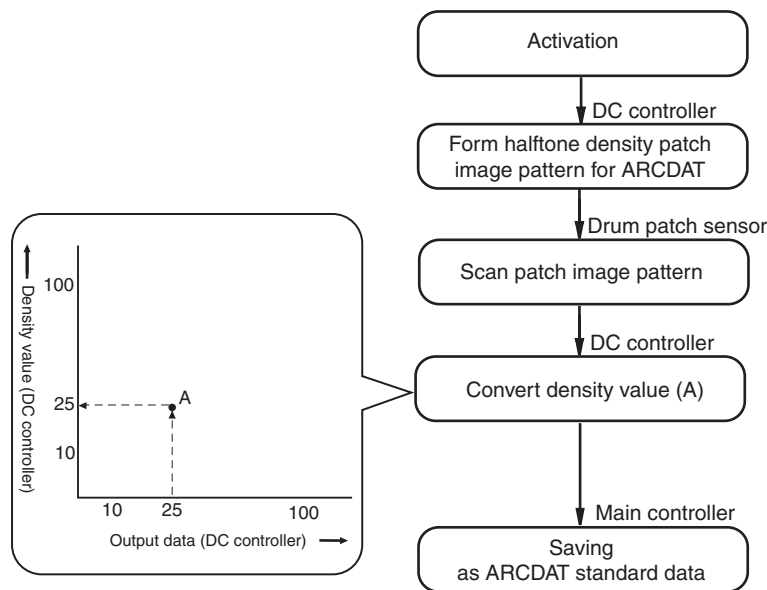 Activation
DC controller
Form halftone density patch
image pattern for ARCDAT
Drum patch sensor
Scan patch image pattern
DC controller
Convert density value (A)
Main controller
Saving
as ARCDAT standard data
Density value (DC controller)
100
25
10
A
10
25
100
Output data (DC controller)